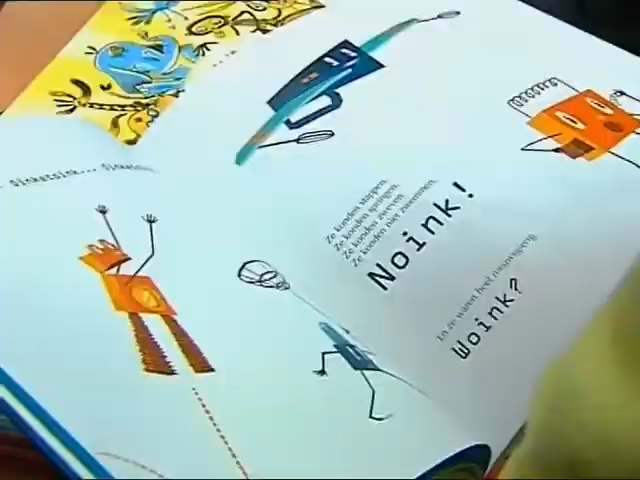 Oinketoink...
Ze konden stappen,
Ze konden springen,
Ze konden zweven
Ze konden niet zwemmen.
Noink!
En ze waren heel nieuwsgierig.
Woink?